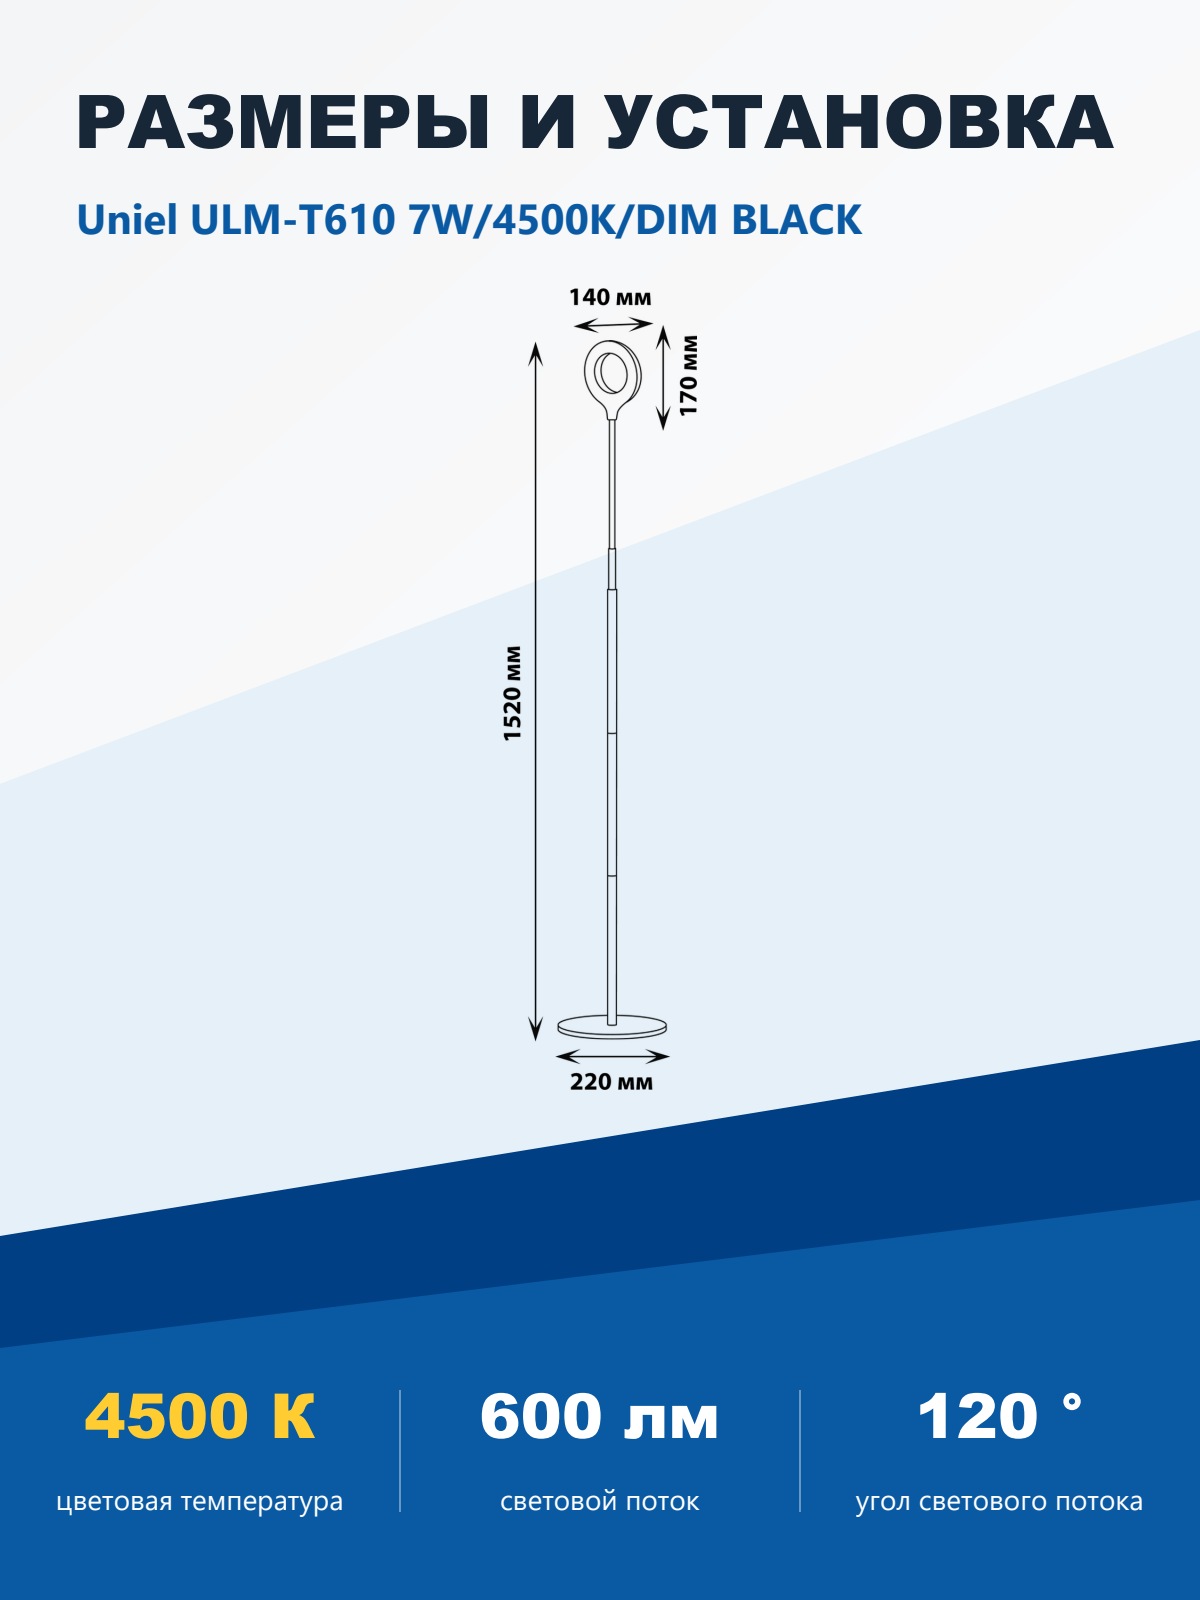 РАЗМЕРЫ И УСТАНОВКА
Uniel ULM-T610 7W/4500K/DIM BLACK
140 мм
170 мм
1520 мм
220 мм
4500 К
цветовая температура
600 лм
световой поток
120 °
угол светового потока